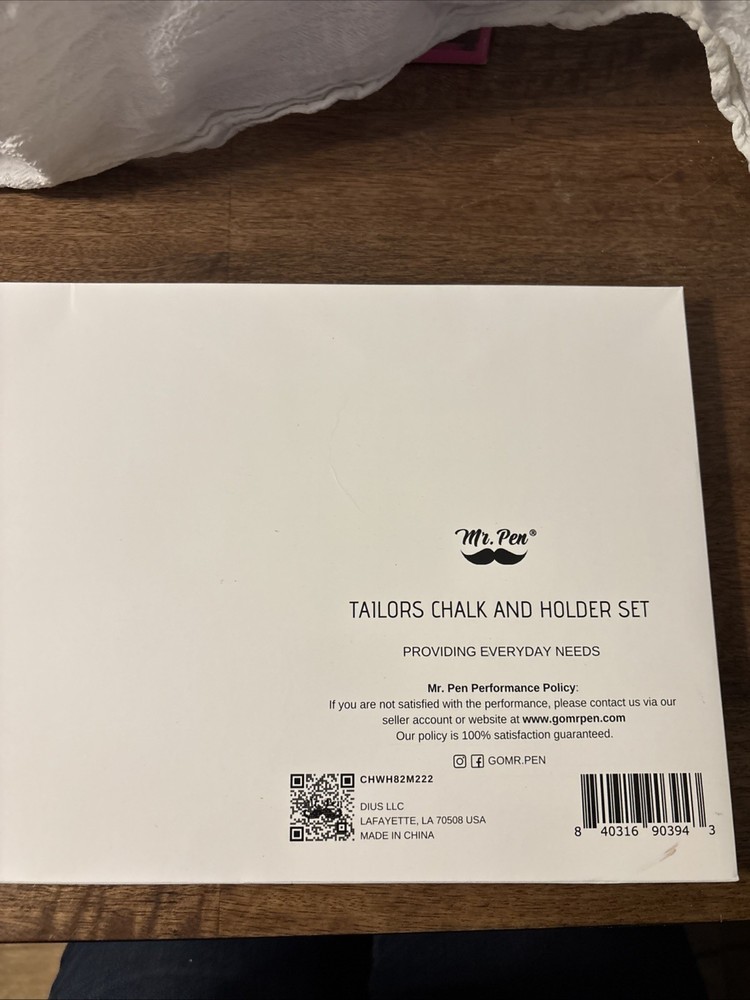 Mr. Pen®
TAILORS CHALK AND HOLDER SET
PROVIDING EVERYDAY NEEDS
Mr. Pen Performance Policy:
If you are not satisfied with the performance, please contact us via our
seller account or website at www.gomrpen.com
Our policy is 100% satisfaction guaranteed.
GOMR.PEN
CHWH82M222
DIUS LLC
LAFAYETTE, LA 70508 USA
MADE IN CHINA
8 40316 90394 3